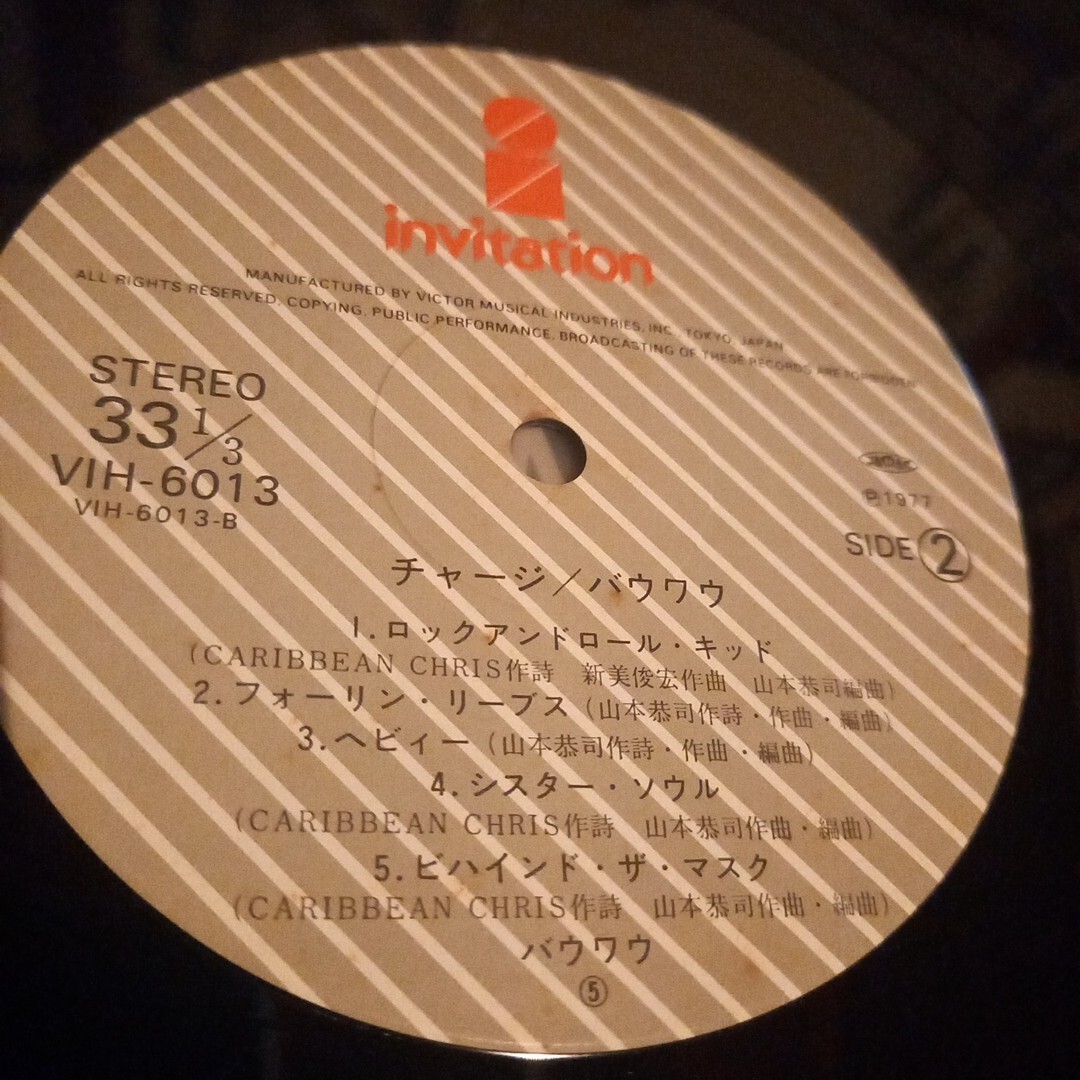 invitation
MANUFACTURED BY VICTOR MUSICAL INDUSTRIES, INC., TOKYO, JAPAN
ALL RIGHTS RESERVED. COPYING, PUBLIC PERFORMANCE, BROADCASTING OF THESE RECORDS ARE FORBIDDEN
STEREO
33 1/3
VIH-6013
VIH-6013-B
℗1977
SIDE ②
チャージ/バウワウ
1.ロックアンドロール・キッド
(CARIBBEAN CHRIS作詩 新美俊宏作曲 山本恭司編曲)
2.フォーリン・リーブス(山本恭司作詩・作曲・編曲)
3.ヘビィー(山本恭司作詩・作曲・編曲)
4.シスター・ソウル
(CARIBBEAN CHRIS作詩 山本恭司作曲・編曲)
5.ビハインド・ザ・マスク
(CARIBBEAN CHRIS作詩 山本恭司作曲・編曲)
バウワウ
⑤